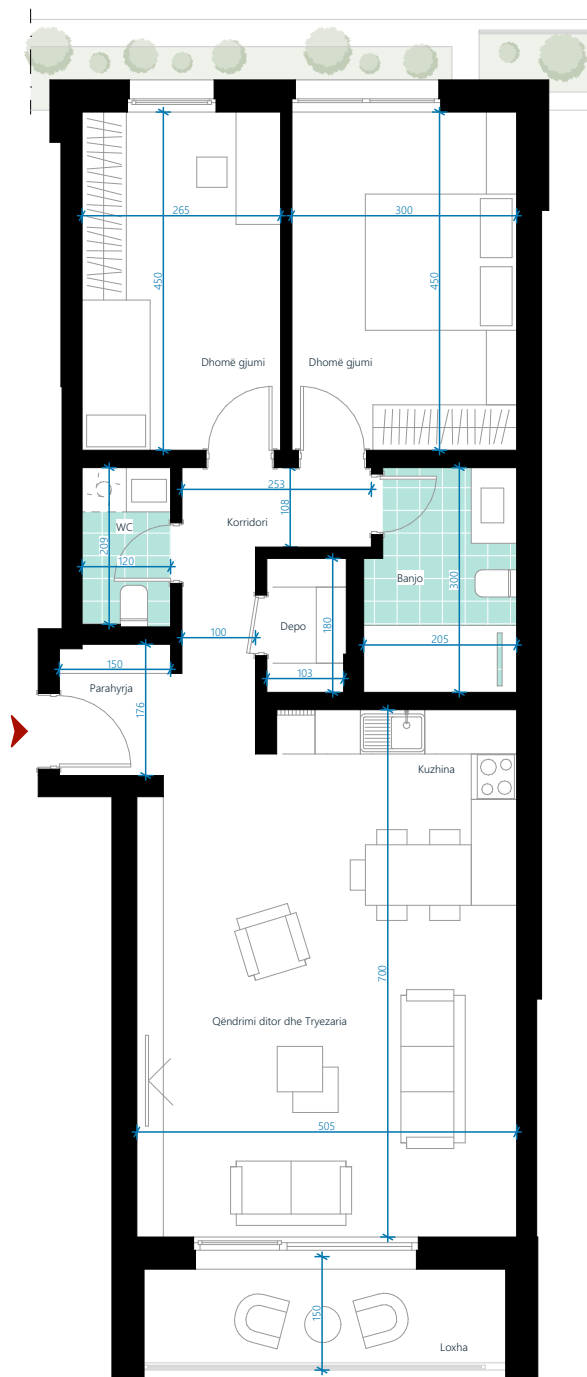 265
300
450
450
Dhomë gjumi
Dhomë gjumi
253
108
Korridori
WC
209
120
Banjo
300
Depo
180
100
205
150
103
Parahyrja
176
Kuzhina
700
Qëndrimi ditor dhe Tryezaria
505
150
Loxha